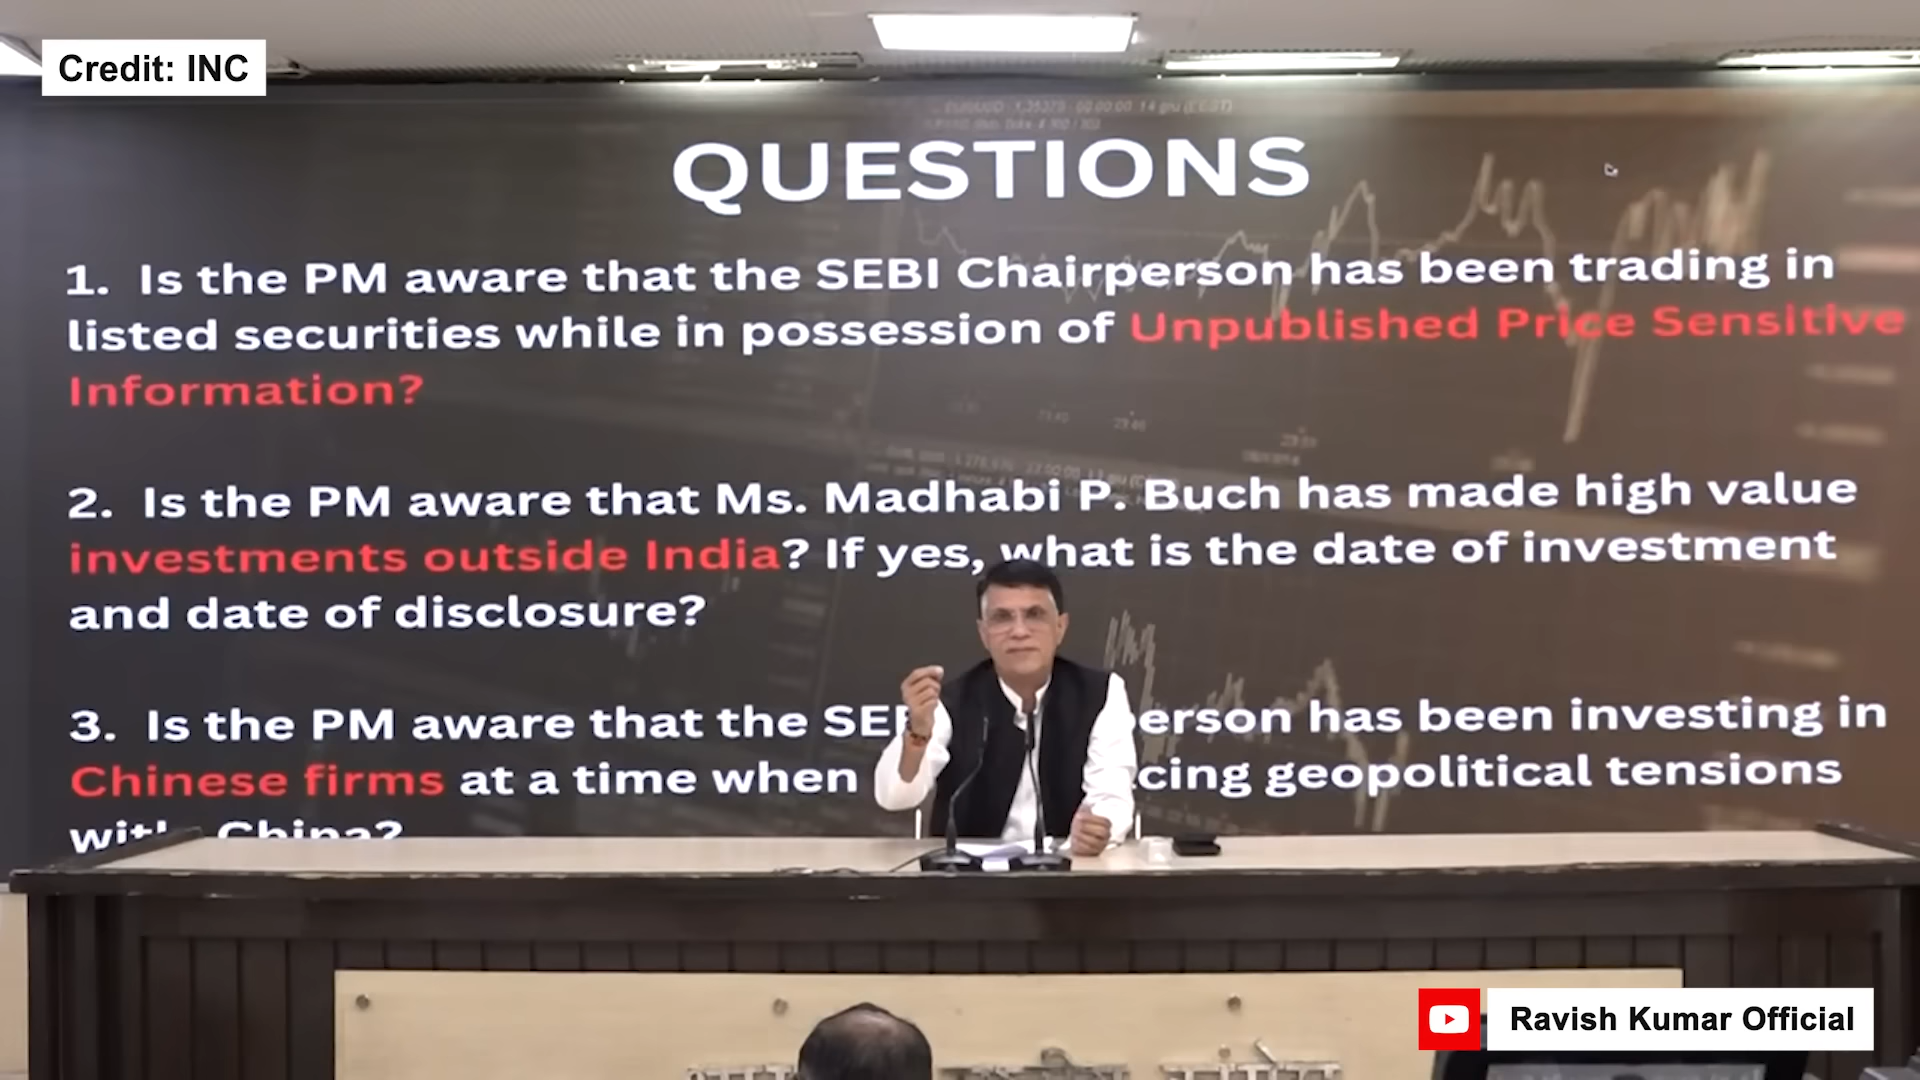 Credit: INC
QUESTIONS
1. Is the PM aware that the SEBI Chairperson has been trading in
listed securities while in possession of Unpublished Price Sensitive
Information?
2. Is the PM aware that Ms. Madhabi P. Buch has made high value
investments outside India? If yes, what is the date of investment
and date of disclosure?
3. Is the PM aware that the SE person has been investing in
Chinese firms at a time when cing geopolitical tensions
with China?
Ravish Kumar Official